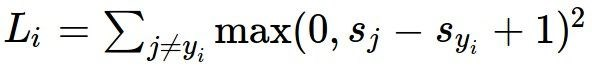 L_i = \sum_{j \neq y_i} \max(0, s_j - s_{y_i} + 1)^2